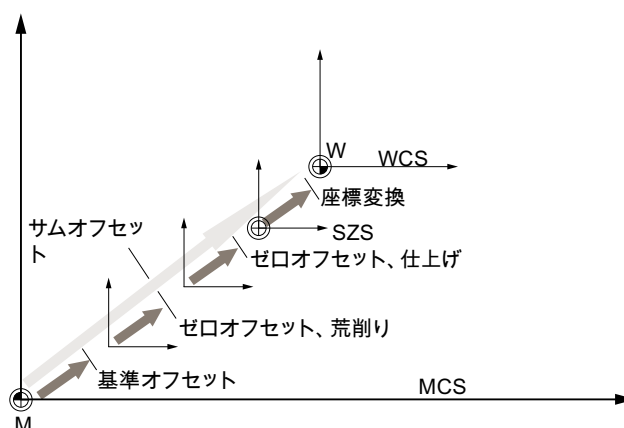 W
WCS
座標変換
サムオフセッ
ト
SZS
ゼロオフセット、仕上げ
ゼロオフセット、荒削り
基準オフセット
MCS
M